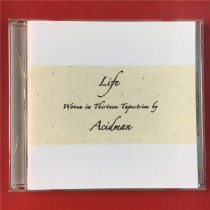 Life
Woven in Thirteen Tapestries by
Acidman